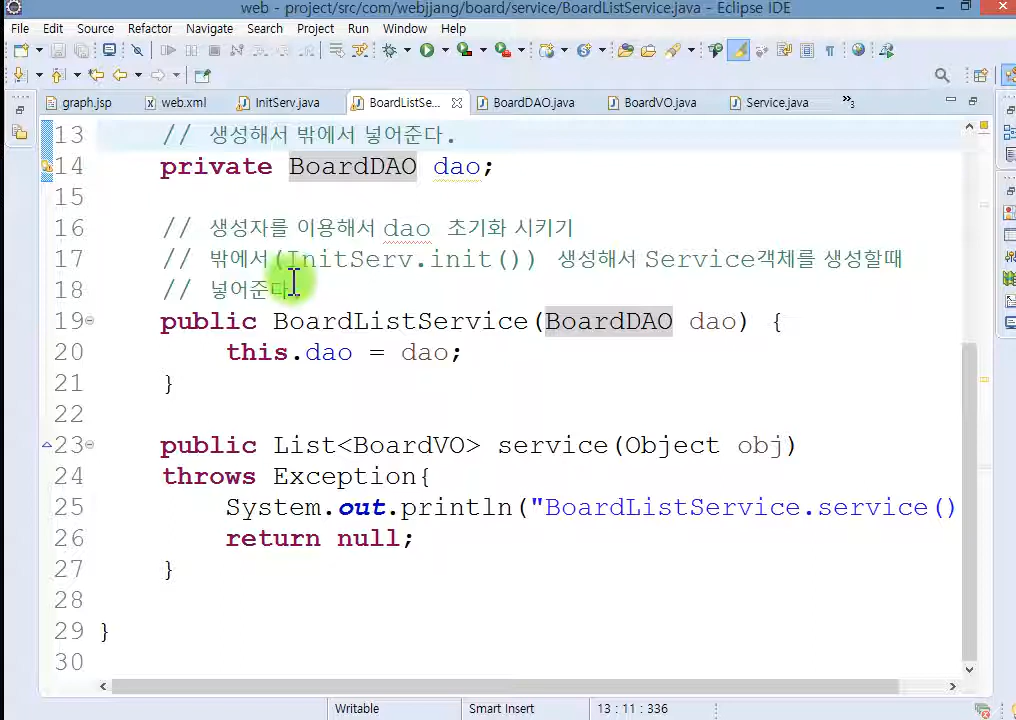 web - project/src/com/webjjang/board/service/BoardListService.java - Eclipse IDE
File Edit Source Refactor Navigate Search Project Run Window Help
graph.jsp web.xml InitServ.java BoardListSe... BoardDAO.java BoardVO.java Service.java »3
13 // 생성해서 밖에서 넣어준다.
14 private BoardDAO dao;
15
16 // 생성자를 이용해서 dao 초기화 시키기
17 // 밖에서(InitServ.init()) 생성해서 Service객체를 생성할때
18 // 넣어준다.
19 public BoardListService(BoardDAO dao) {
20 this.dao = dao;
21 }
22
23 public List<BoardVO> service(Object obj)
24 throws Exception{
25 System.out.println("BoardListService.service()
26 return null;
27 }
28
29 }
30
Writable Smart Insert 13 : 11 : 336